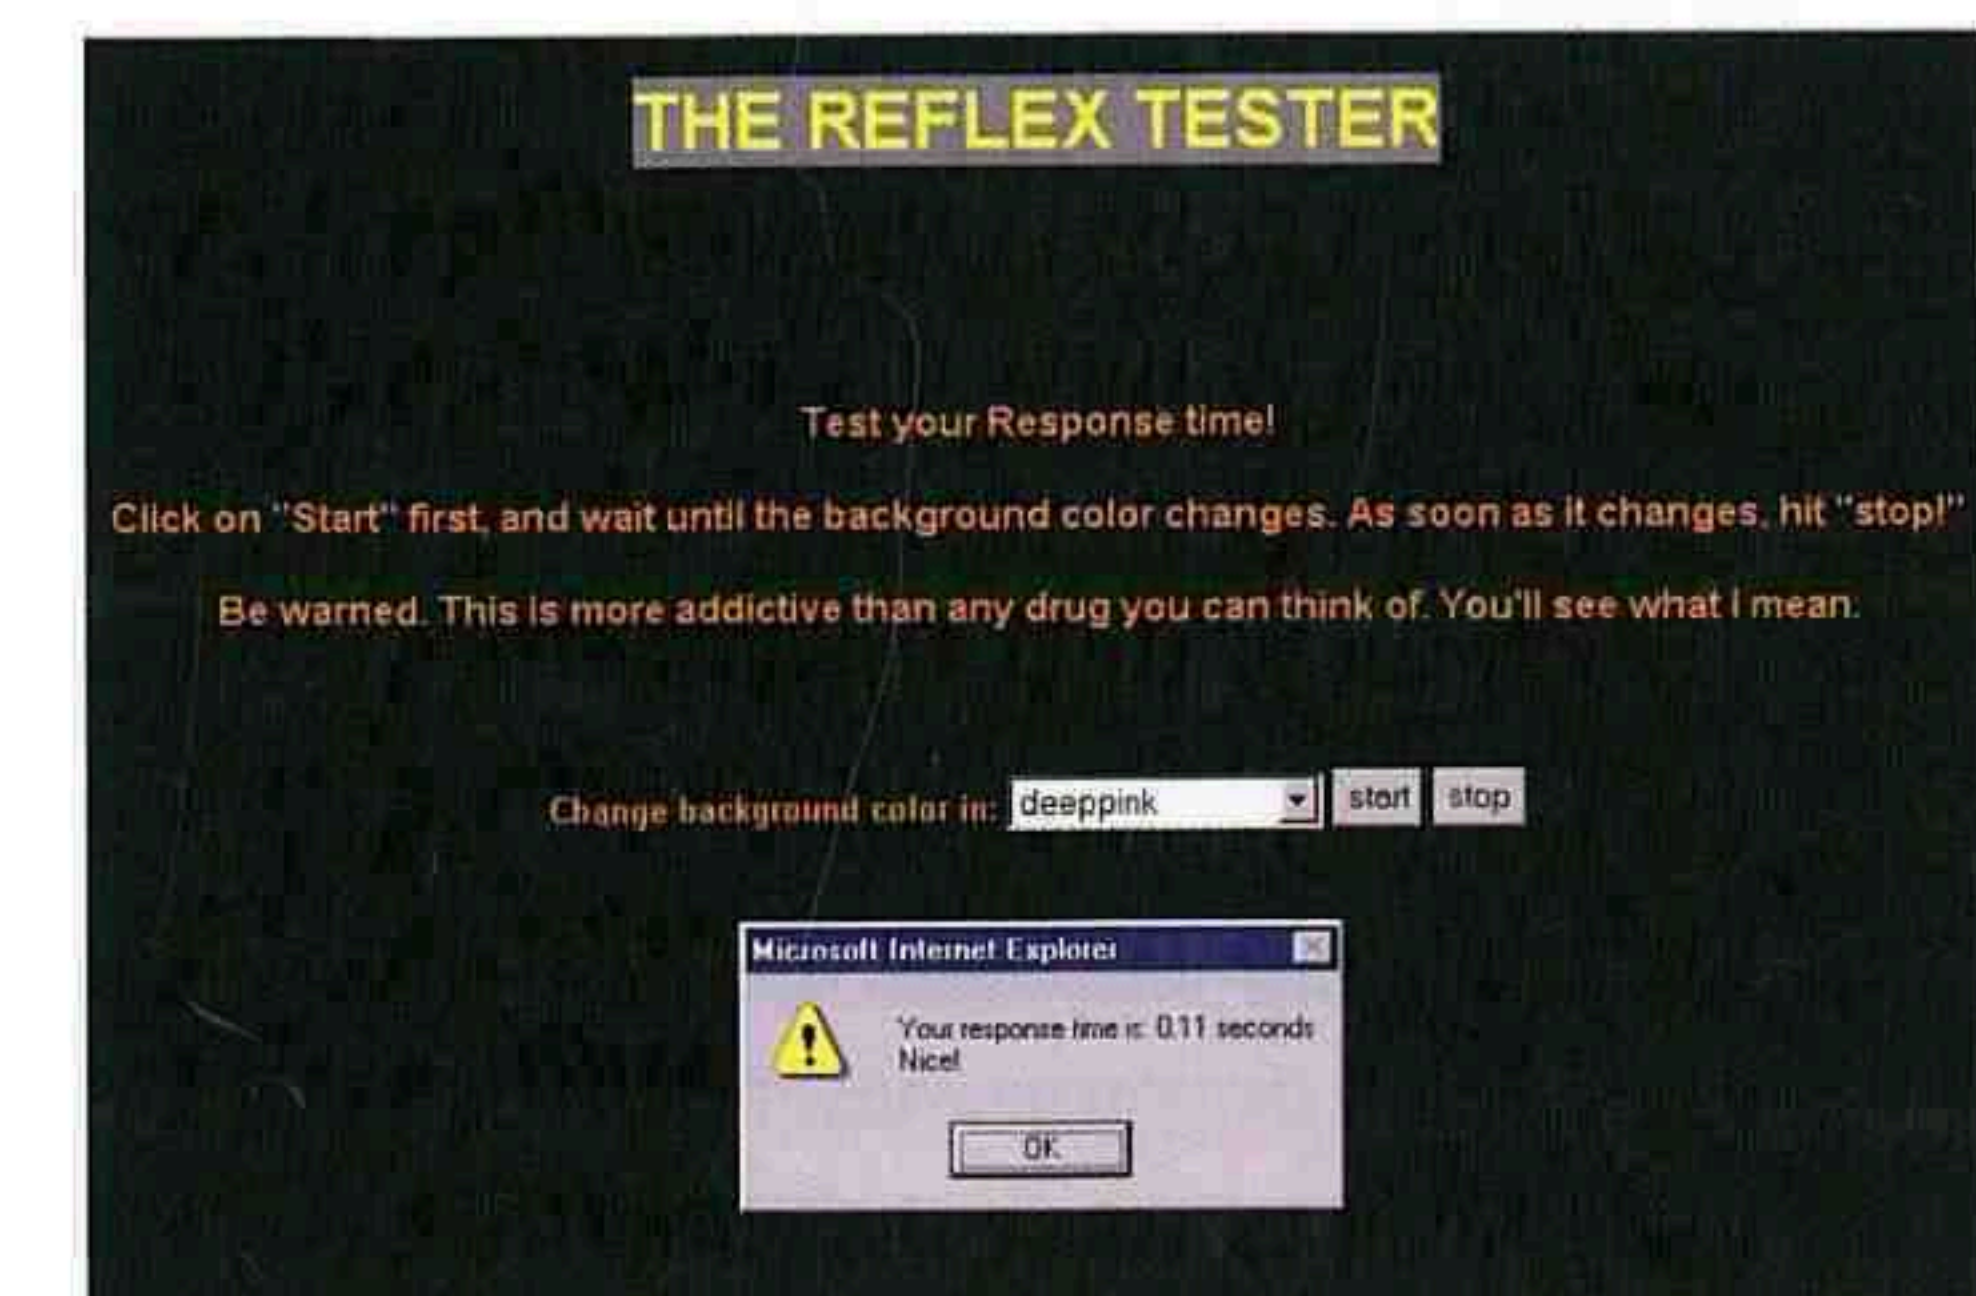 THE REFLEX TESTER
Test your Response time!
Click on "Start" first, and wait until the background color changes. As soon as it changes, hit "stop!"
Be warned. This is more addictive than any drug you can think of. You'll see what I mean.
Change background color in: deeppink start stop
Microsoft Internet Explorer
Your response time is: 0.11 seconds
Nice!
OK